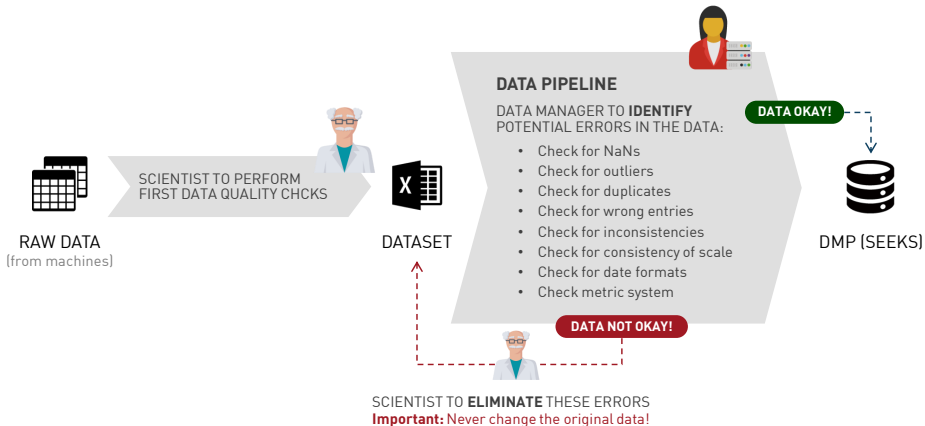 DATA PIPELINE
DATA MANAGER TO IDENTIFY
POTENTIAL ERRORS IN THE DATA:
• Check for NaNs
• Check for outliers
• Check for duplicates
• Check for wrong entries
• Check for inconsistencies
• Check for consistency of scale
• Check for date formats
• Check metric system
DATA OKAY!
SCIENTIST TO PERFORM
FIRST DATA QUALITY CHCKS
X
RAW DATA
(from machines)
DATASET
DMP (SEEKS)
DATA NOT OKAY!
SCIENTIST TO ELIMINATE THESE ERRORS
Important: Never change the original data!